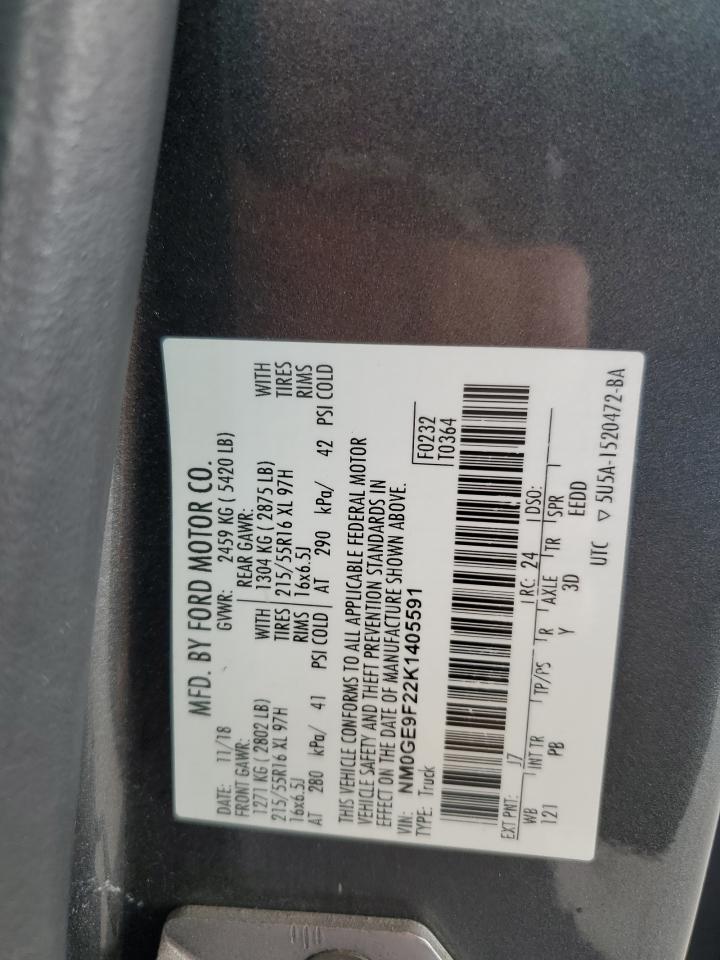 MFD. BY FORD MOTOR CO.
DATE: 11/18 GVWR: 2459 KG ( 5420 LB)
FRONT GAWR: REAR GAWR:
1271 KG ( 2802 LB) WITH 1304 KG ( 2875 LB) WITH
215/55R16 XL 97H TIRES 215/55R16 XL 97H TIRES
16x6.5J RIMS 16x6.5J RIMS
AT 280 kPa/ 41 PSI COLD AT 290 kPa/ 42 PSI COLD
THIS VEHICLE CONFORMS TO ALL APPLICABLE FEDERAL MOTOR
VEHICLE SAFETY AND THEFT PREVENTION STANDARDS IN
EFFECT ON THE DATE OF MANUFACTURE SHOWN ABOVE.
VIN: NM0GE9F22K1405591 F0232
TYPE: Truck T0364
EXT PNT: J7 RC: 24 DSO:
WB INT TR TP/PS R AXLE TR SPR
121 PB Y 3D EEDD
UTC ▽ 5U5A-1520472-BA